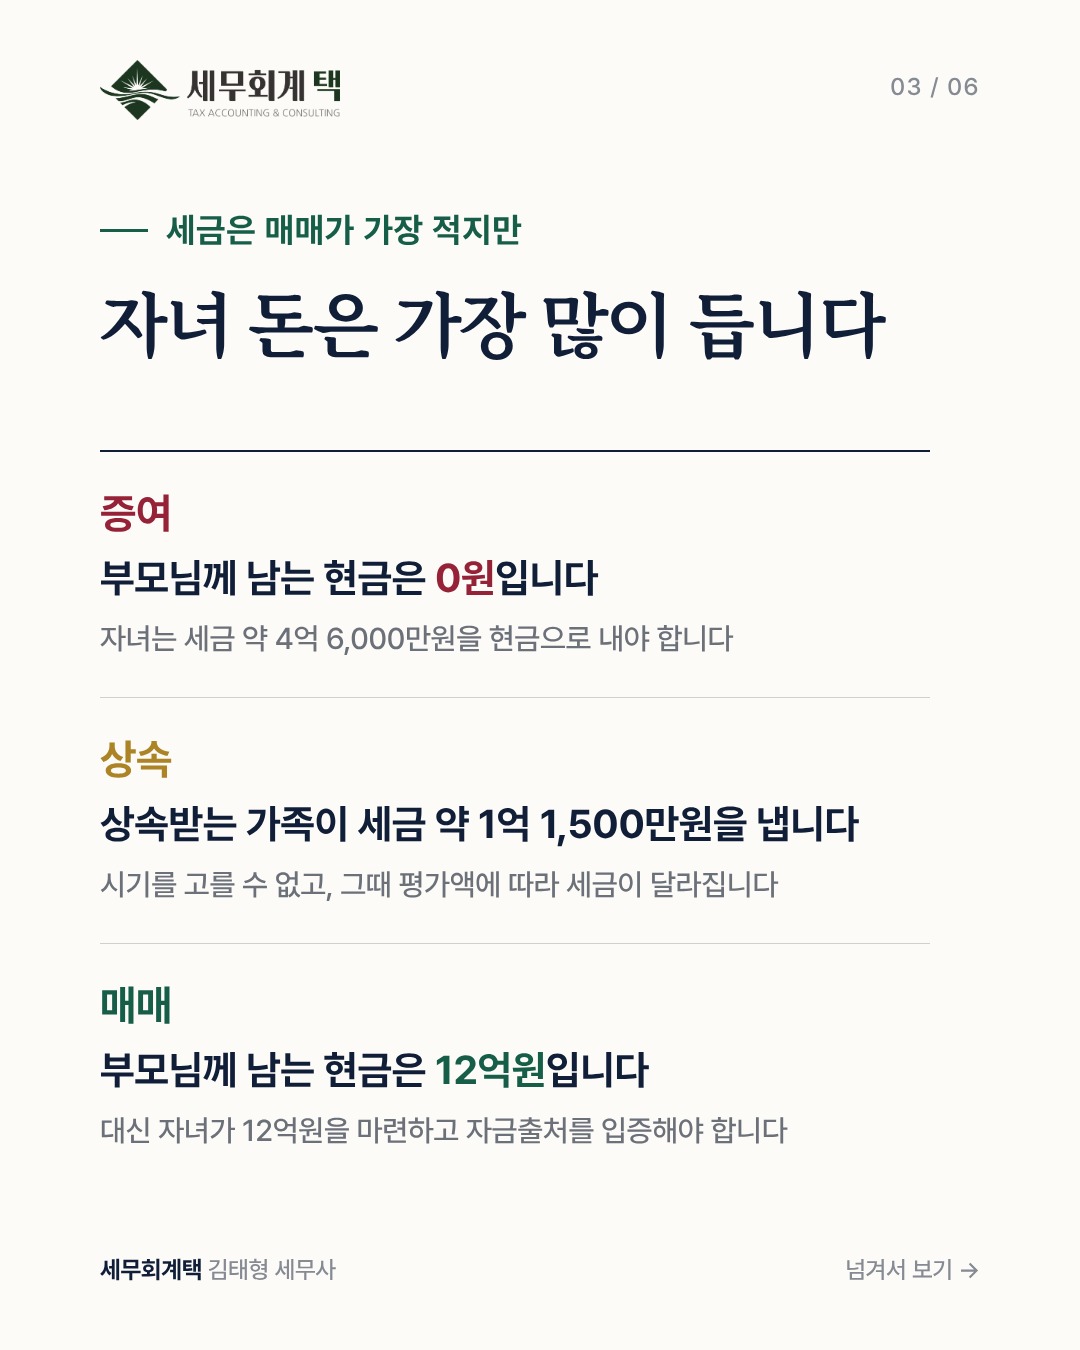 세무회계 택
TAX ACCOUNTING & CONSULTING
03 / 06
세금은 매매가 가장 적지만
자녀 돈은 가장 많이 듭니다
증여
부모님께 남는 현금은 0원입니다
자녀는 세금 약 4억 6,000만원을 현금으로 내야 합니다
상속
상속받는 가족이 세금 약 1억 1,500만원을 냅니다
시기를 고를 수 없고, 그때 평가액에 따라 세금이 달라집니다
매매
부모님께 남는 현금은 12억원입니다
대신 자녀가 12억원을 마련하고 자금출처를 입증해야 합니다
세무회계택 김태형 세무사
넘겨서 보기 →